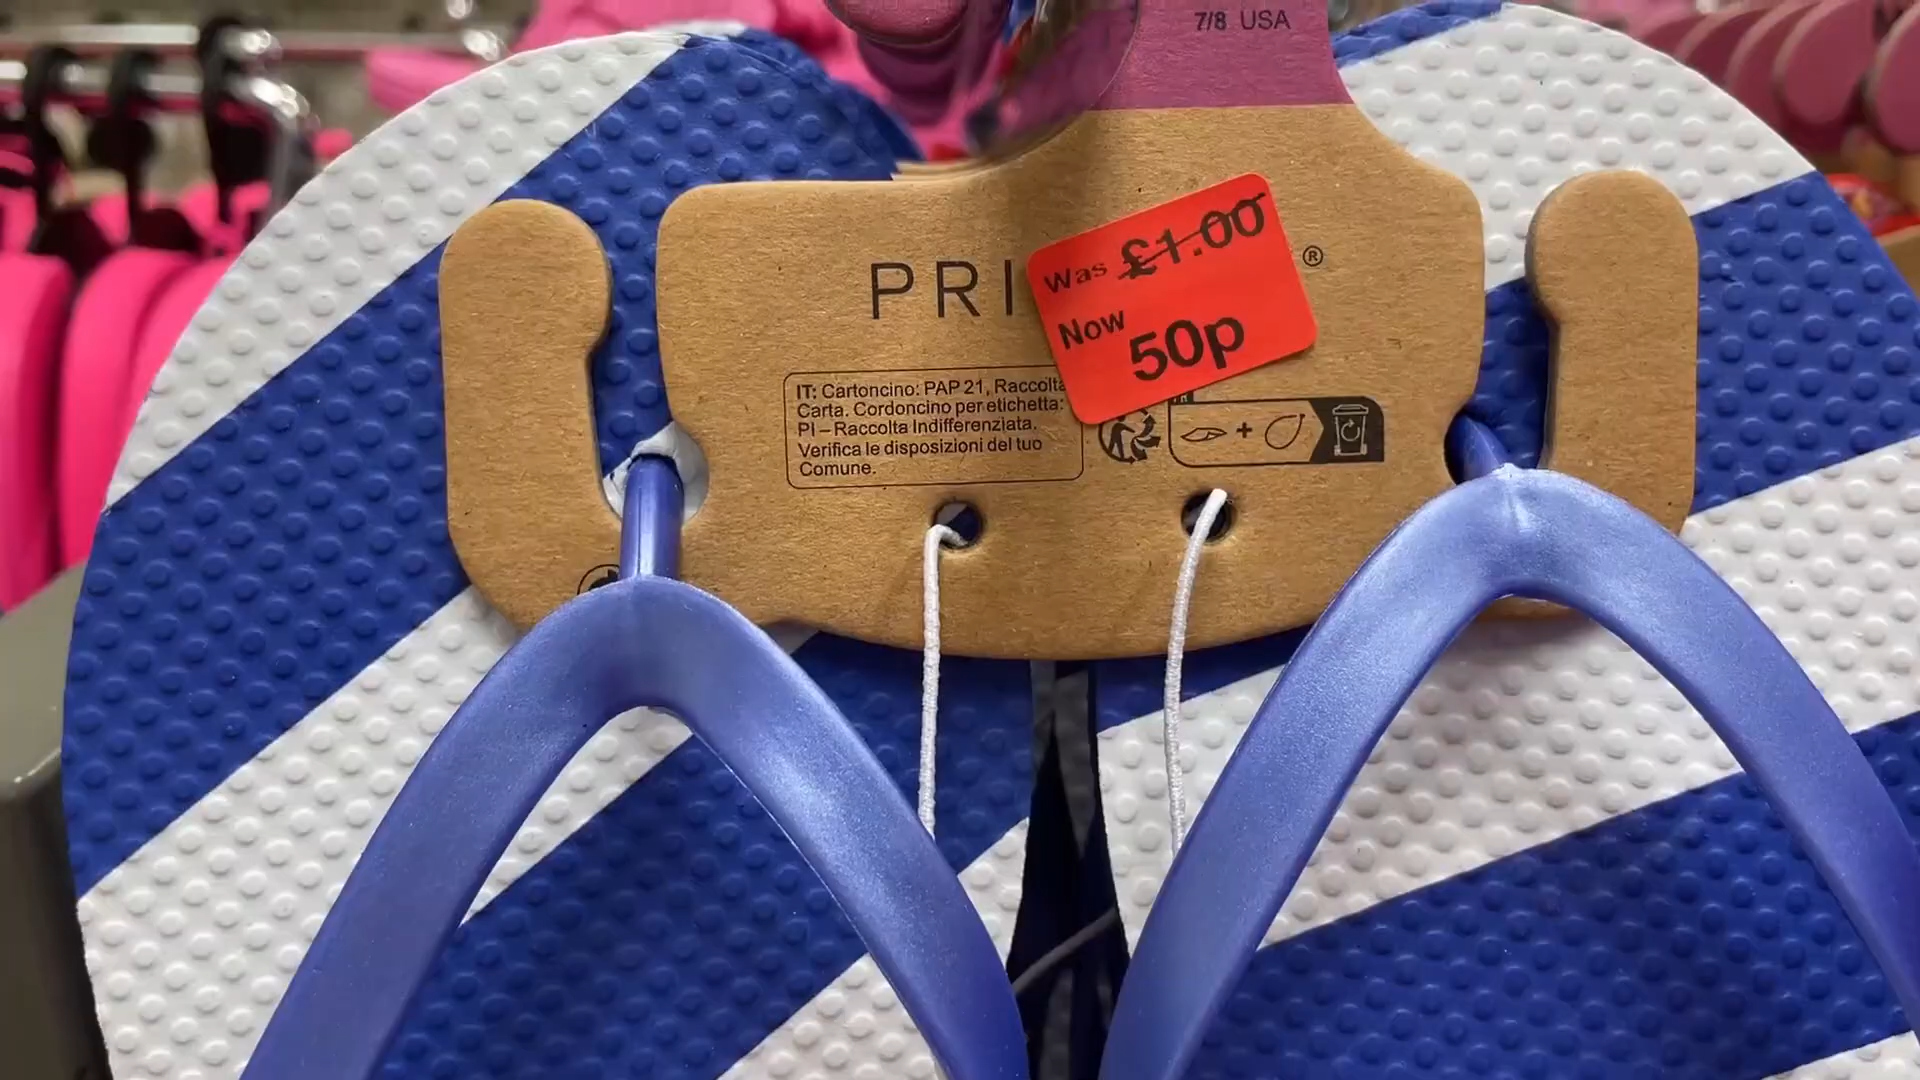 7/8 USA
PRI
®
Was £1.00
Now 50p
IT: Cartoncino: PAP 21, Raccolta
Carta. Cordoncino per etichetta:
PI – Raccolta Indifferenziata.
Verifica le disposizioni del tuo
Comune.
FR
+